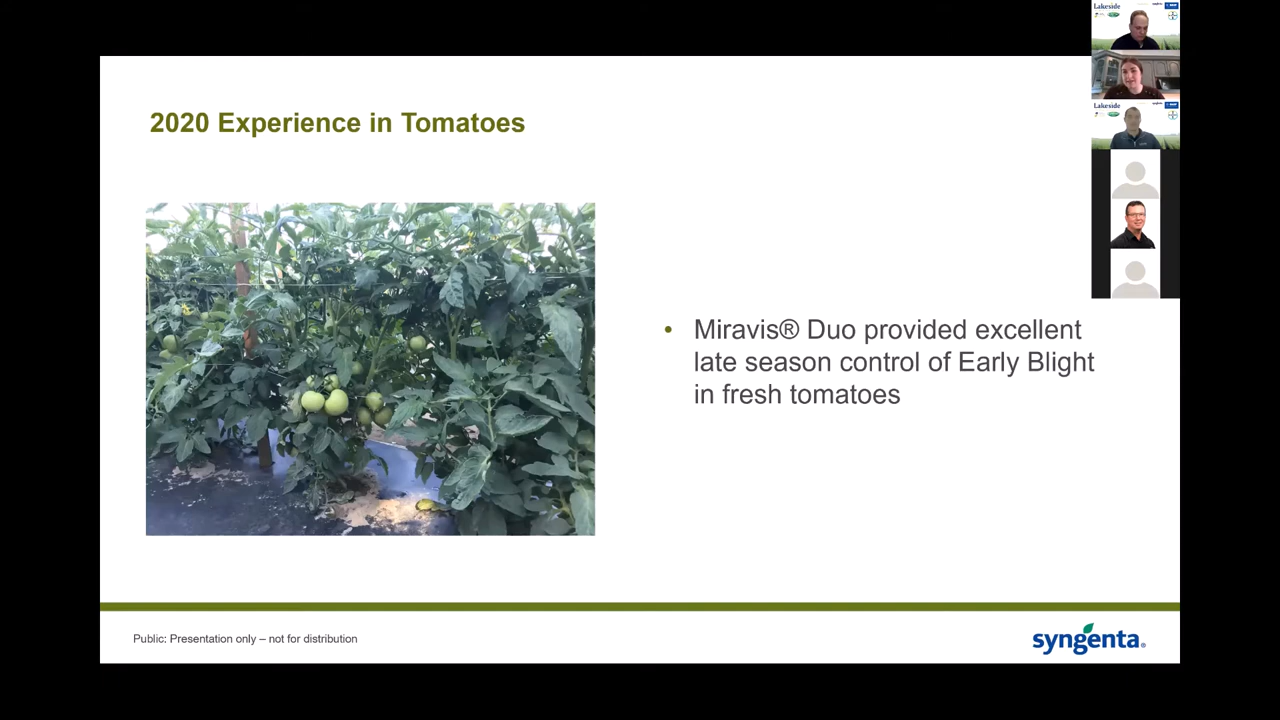 Lakeside
2020 Experience in Tomatoes
Lakeside
Miravis® Duo provided excellent
late season control of Early Blight
in fresh tomatoes
Public: Presentation only – not for distribution
syngenta®